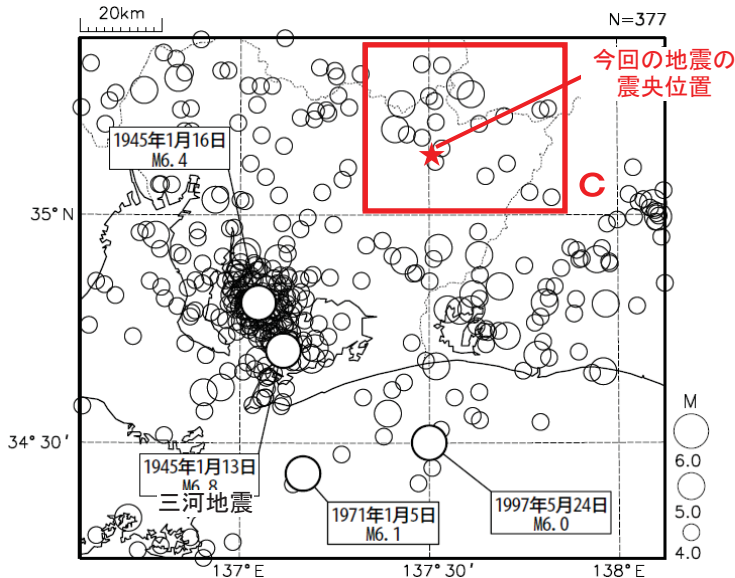 20km
N=377
今回の地震の
震央位置
1945年1月16日
M6.4
C
35°N
34°30′
1945年1月13日
M6.8
三河地震
1971年1月5日
M6.1
1997年5月24日
M6.0
M
6.0
5.0
4.0
137°E
137°30′
138°E